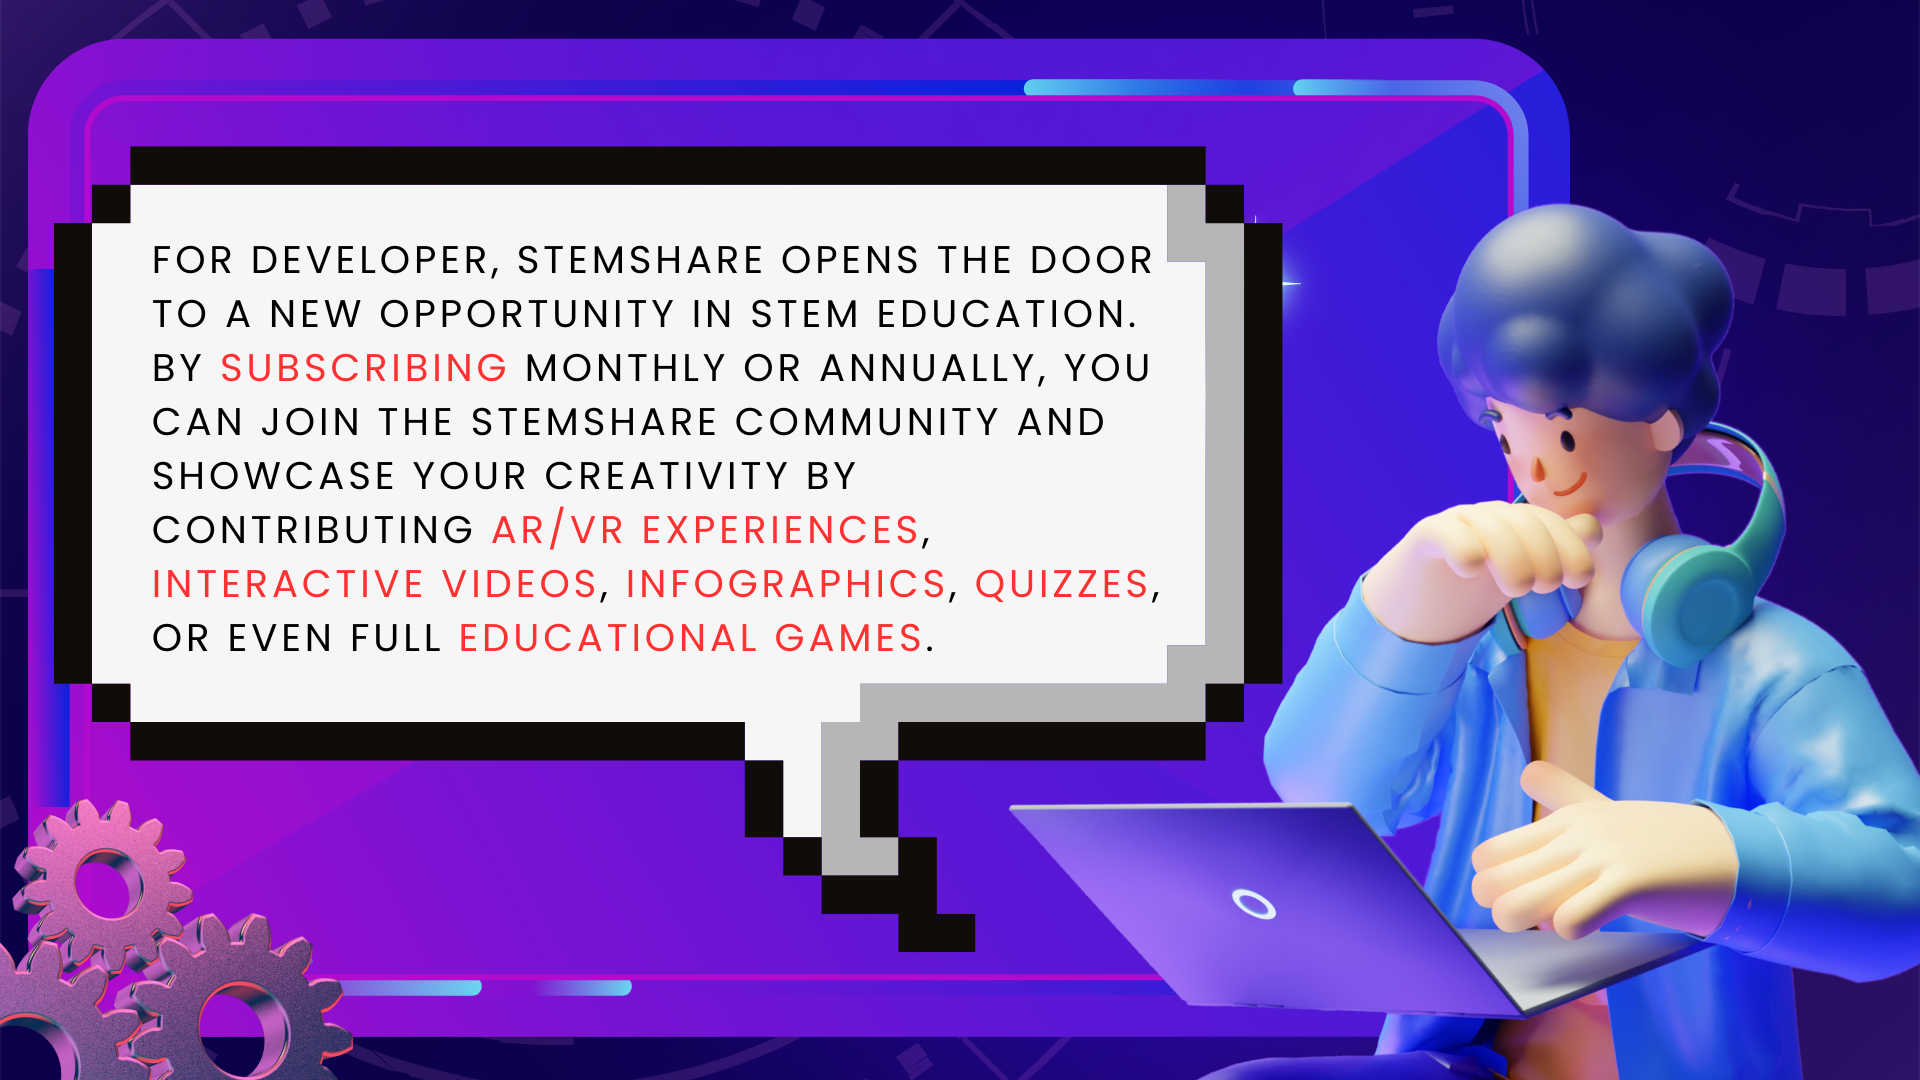 FOR DEVELOPER, STEMSHARE OPENS THE DOOR
TO A NEW OPPORTUNITY IN STEM EDUCATION.
BY SUBSCRIBING MONTHLY OR ANNUALLY, YOU
CAN JOIN THE STEMSHARE COMMUNITY AND
SHOWCASE YOUR CREATIVITY BY
CONTRIBUTING AR/VR EXPERIENCES,
INTERACTIVE VIDEOS, INFOGRAPHICS, QUIZZES,
OR EVEN FULL EDUCATIONAL GAMES.